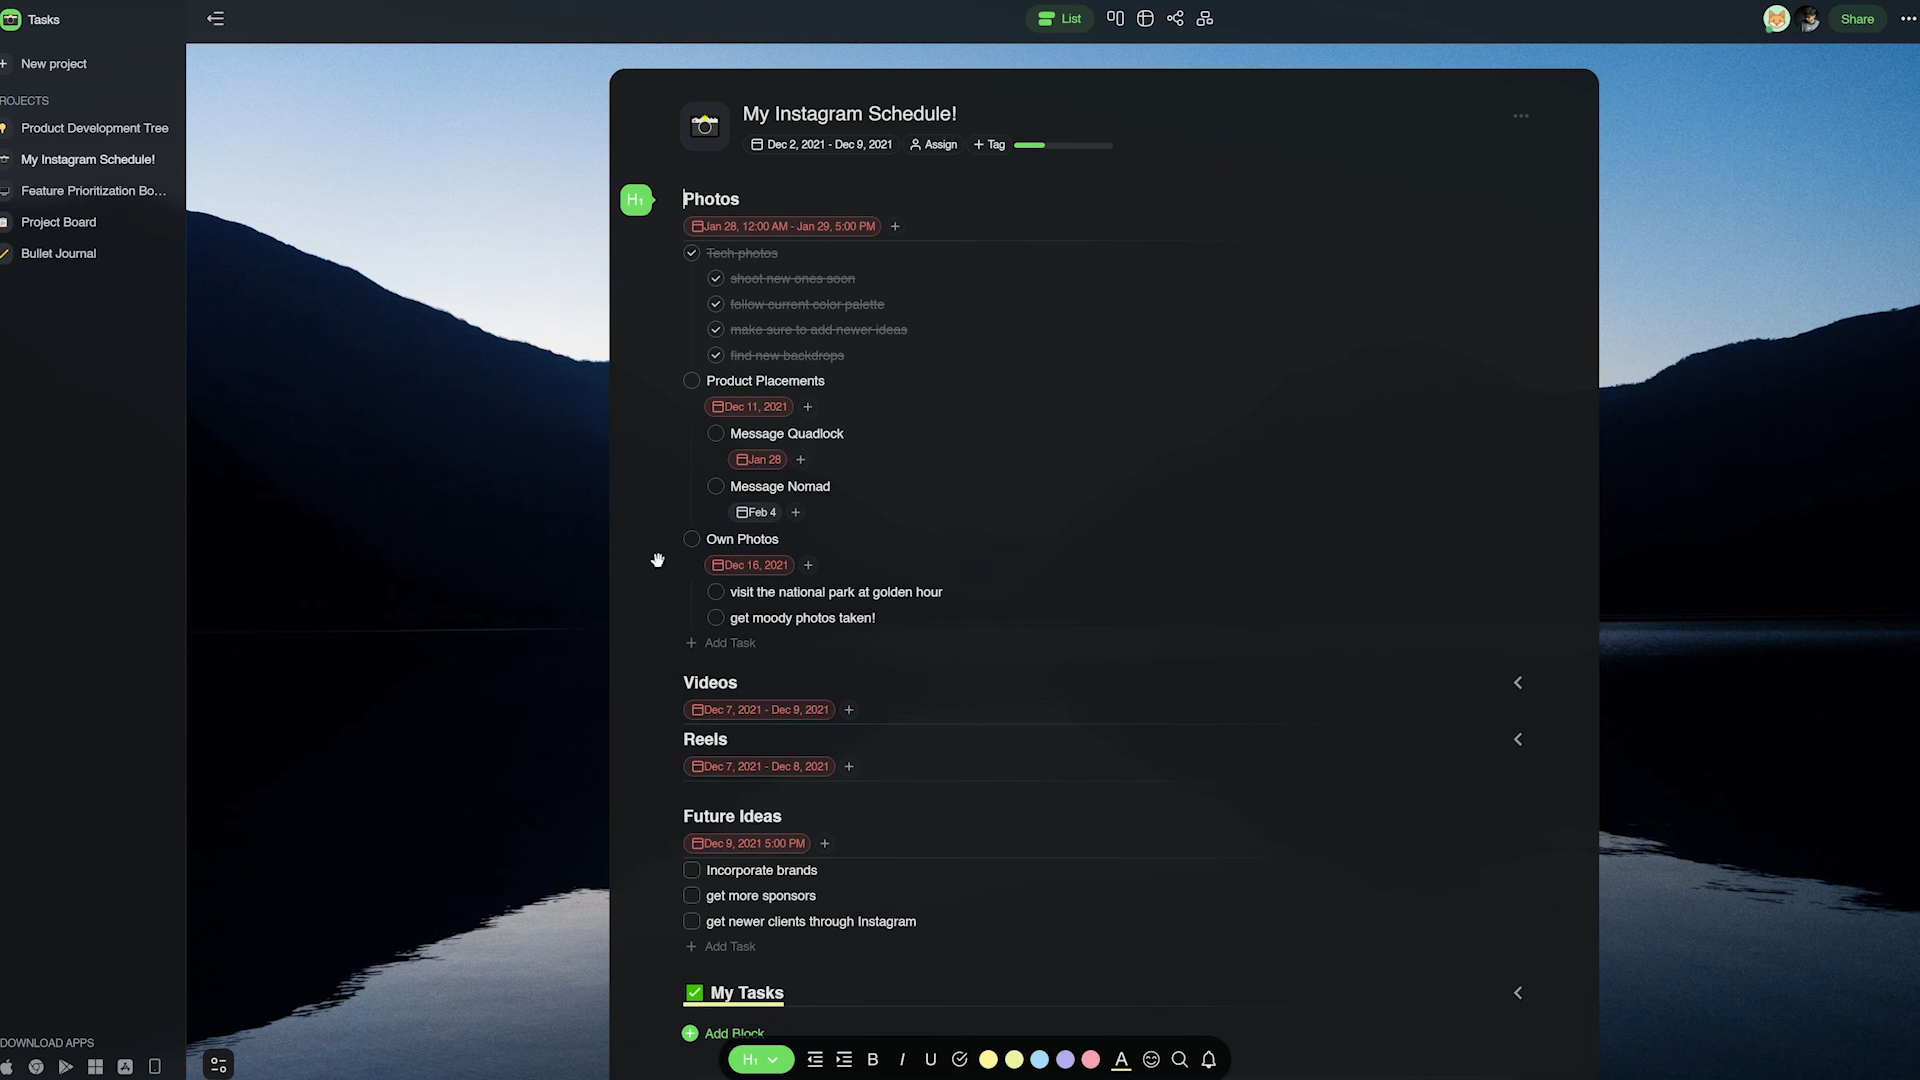 Tasks
List
Share
New project
ROJECTS
Product Development Tree
My Instagram Schedule!
Feature Prioritization Bo...
Project Board
Bullet Journal
My Instagram Schedule!
Dec 2, 2021 - Dec 9, 2021
Assign
+ Tag
H1
Photos
Jan 28, 12:00 AM - Jan 29, 5:00 PM
Tech photos
shoot new ones soon
follow current color palette
make sure to add newer ideas
find new backdrops
Product Placements
Dec 11, 2021
Message Quadlock
Jan 28
Message Nomad
Feb 4
Own Photos
Dec 16, 2021
visit the national park at golden hour
get moody photos taken!
+ Add Task
Videos
Dec 7, 2021 - Dec 9, 2021
Reels
Dec 7, 2021 - Dec 8, 2021
Future Ideas
Dec 9, 2021 5:00 PM
Incorporate brands
get more sponsors
get newer clients through Instagram
+ Add Task
My Tasks
Add Block
DOWNLOAD APPS
H1 B I U A